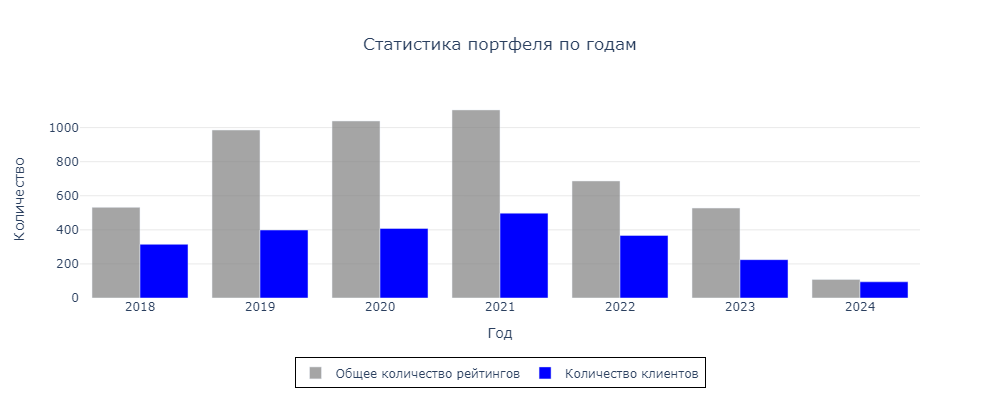 Статистика портфеля по годам
Количество
1000
800
600
400
200
0
2018 2019 2020 2021 2022 2023 2024
Год
Общее количество рейтингов Количество клиентов